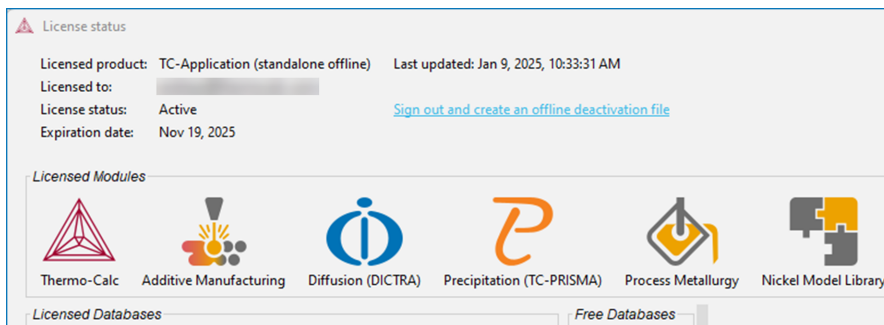 License status
Licensed product: TC-Application (standalone offline) Last updated: Jan 9, 2025, 10:33:31 AM
Licensed to:
License status: Active Sign out and create an offline deactivation file
Expiration date: Nov 19, 2025
Licensed Modules
Thermo-Calc Additive Manufacturing Diffusion (DICTRA) Precipitation (TC-PRISMA) Process Metallurgy Nickel Model Library
Licensed Databases Free Databases